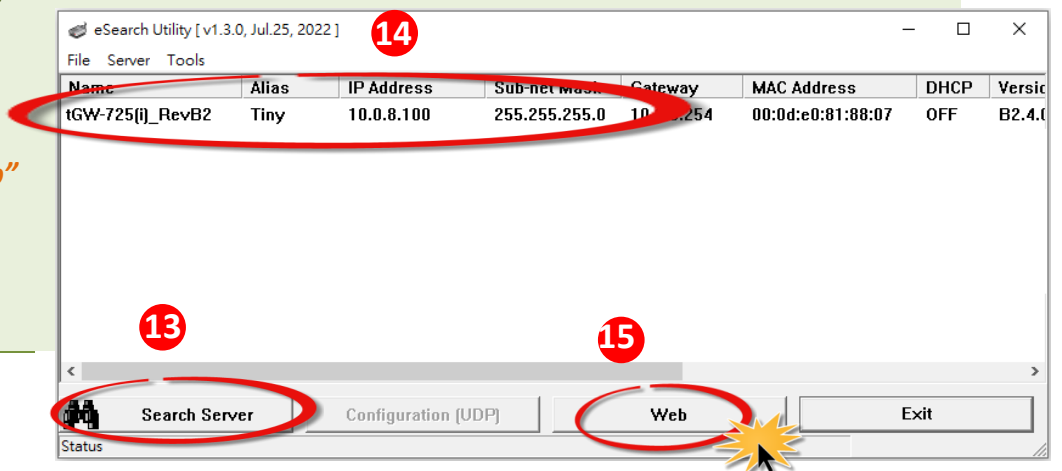 eSearch Utility [ v1.3.0, Jul.25, 2022 ]
14
File Server Tools
Name Alias IP Address Sub-net Mask Gateway MAC Address DHCP
tGW-725(i)_RevB2 Tiny 10.0.8.100 255.255.255.0 00:0d:e0:81:88:07 OFF
13
15
Search Server Configuration (UDP) Web Exit
Status